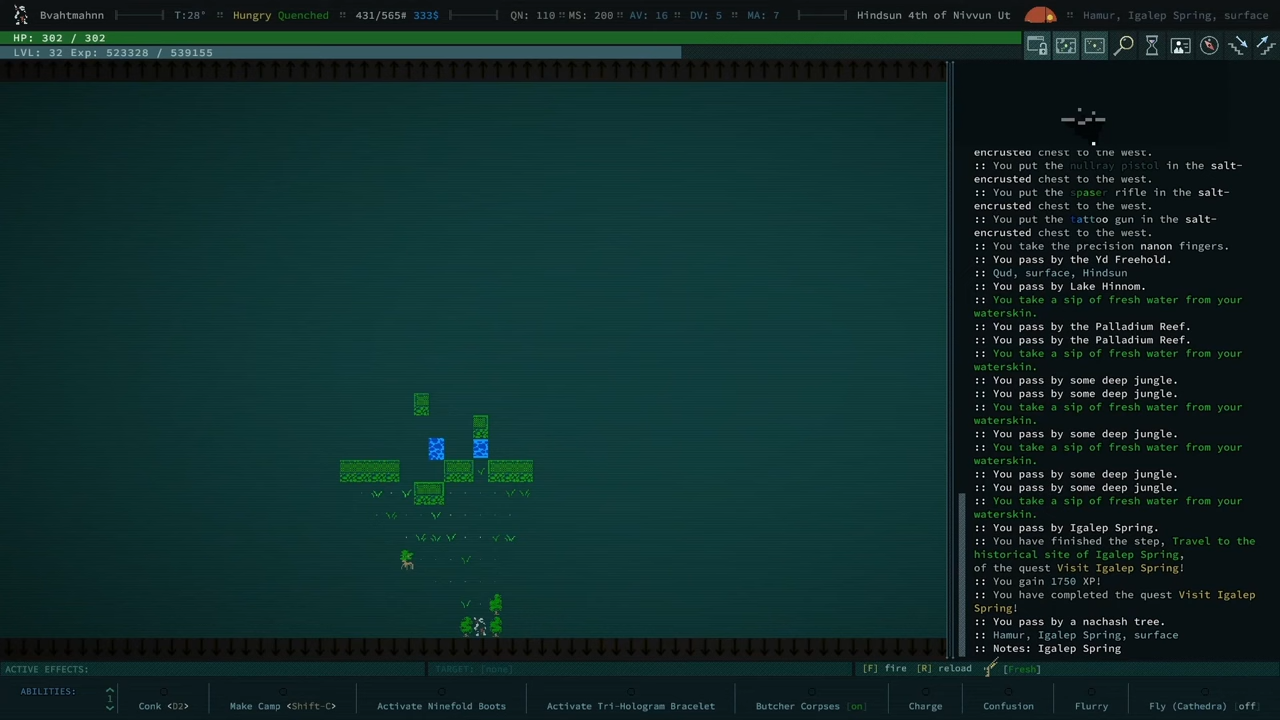 Bvahtmahnn T:28° :: Hungry Quenched :: 431/565# 333$ QN: 110 :: MS: 200 :: AV: 16 :: DV: 5 :: MA: 7 Hindsun 4th of Nivvun Ut :: Hamur, Igalep Spring, surface
HP: 302 / 302
LVL: 32 Exp: 523328 / 539155
encrusted chest to the west.
:: You put the nullray pistol in the salt-
encrusted chest to the west.
:: You put the spaser rifle in the salt-
encrusted chest to the west.
:: You put the tattoo gun in the salt-
encrusted chest to the west.
:: You take the precision nanon fingers.
:: You pass by the Yd Freehold.
:: Qud, surface, Hindsun
:: You pass by Lake Hinnom.
:: You take a sip of fresh water from your
waterskin.
:: You pass by the Palladium Reef.
:: You pass by the Palladium Reef.
:: You take a sip of fresh water from your
waterskin.
:: You pass by some deep jungle.
:: You pass by some deep jungle.
:: You take a sip of fresh water from your
waterskin.
:: You pass by some deep jungle.
:: You take a sip of fresh water from your
waterskin.
:: You pass by some deep jungle.
:: You pass by some deep jungle.
:: You take a sip of fresh water from your
waterskin.
:: You pass by Igalep Spring.
:: You have finished the step, Travel to the
historical site of Igalep Spring,
of the quest Visit Igalep Spring!
:: You gain 1750 XP!
:: You have completed the quest Visit Igalep
Spring!
:: You pass by a nachash tree.
:: Hamur, Igalep Spring, surface
:: Notes: Igalep Spring
ACTIVE EFFECTS: TARGET: [none] [F] fire [R] reload [Fresh]
ABILITIES: 1 Conk <D2> Make Camp <Shift-C> Activate Ninefold Boots Activate Tri-Hologram Bracelet Butcher Corpses [on] Charge Confusion Flurry Fly (Cathedra) [off]